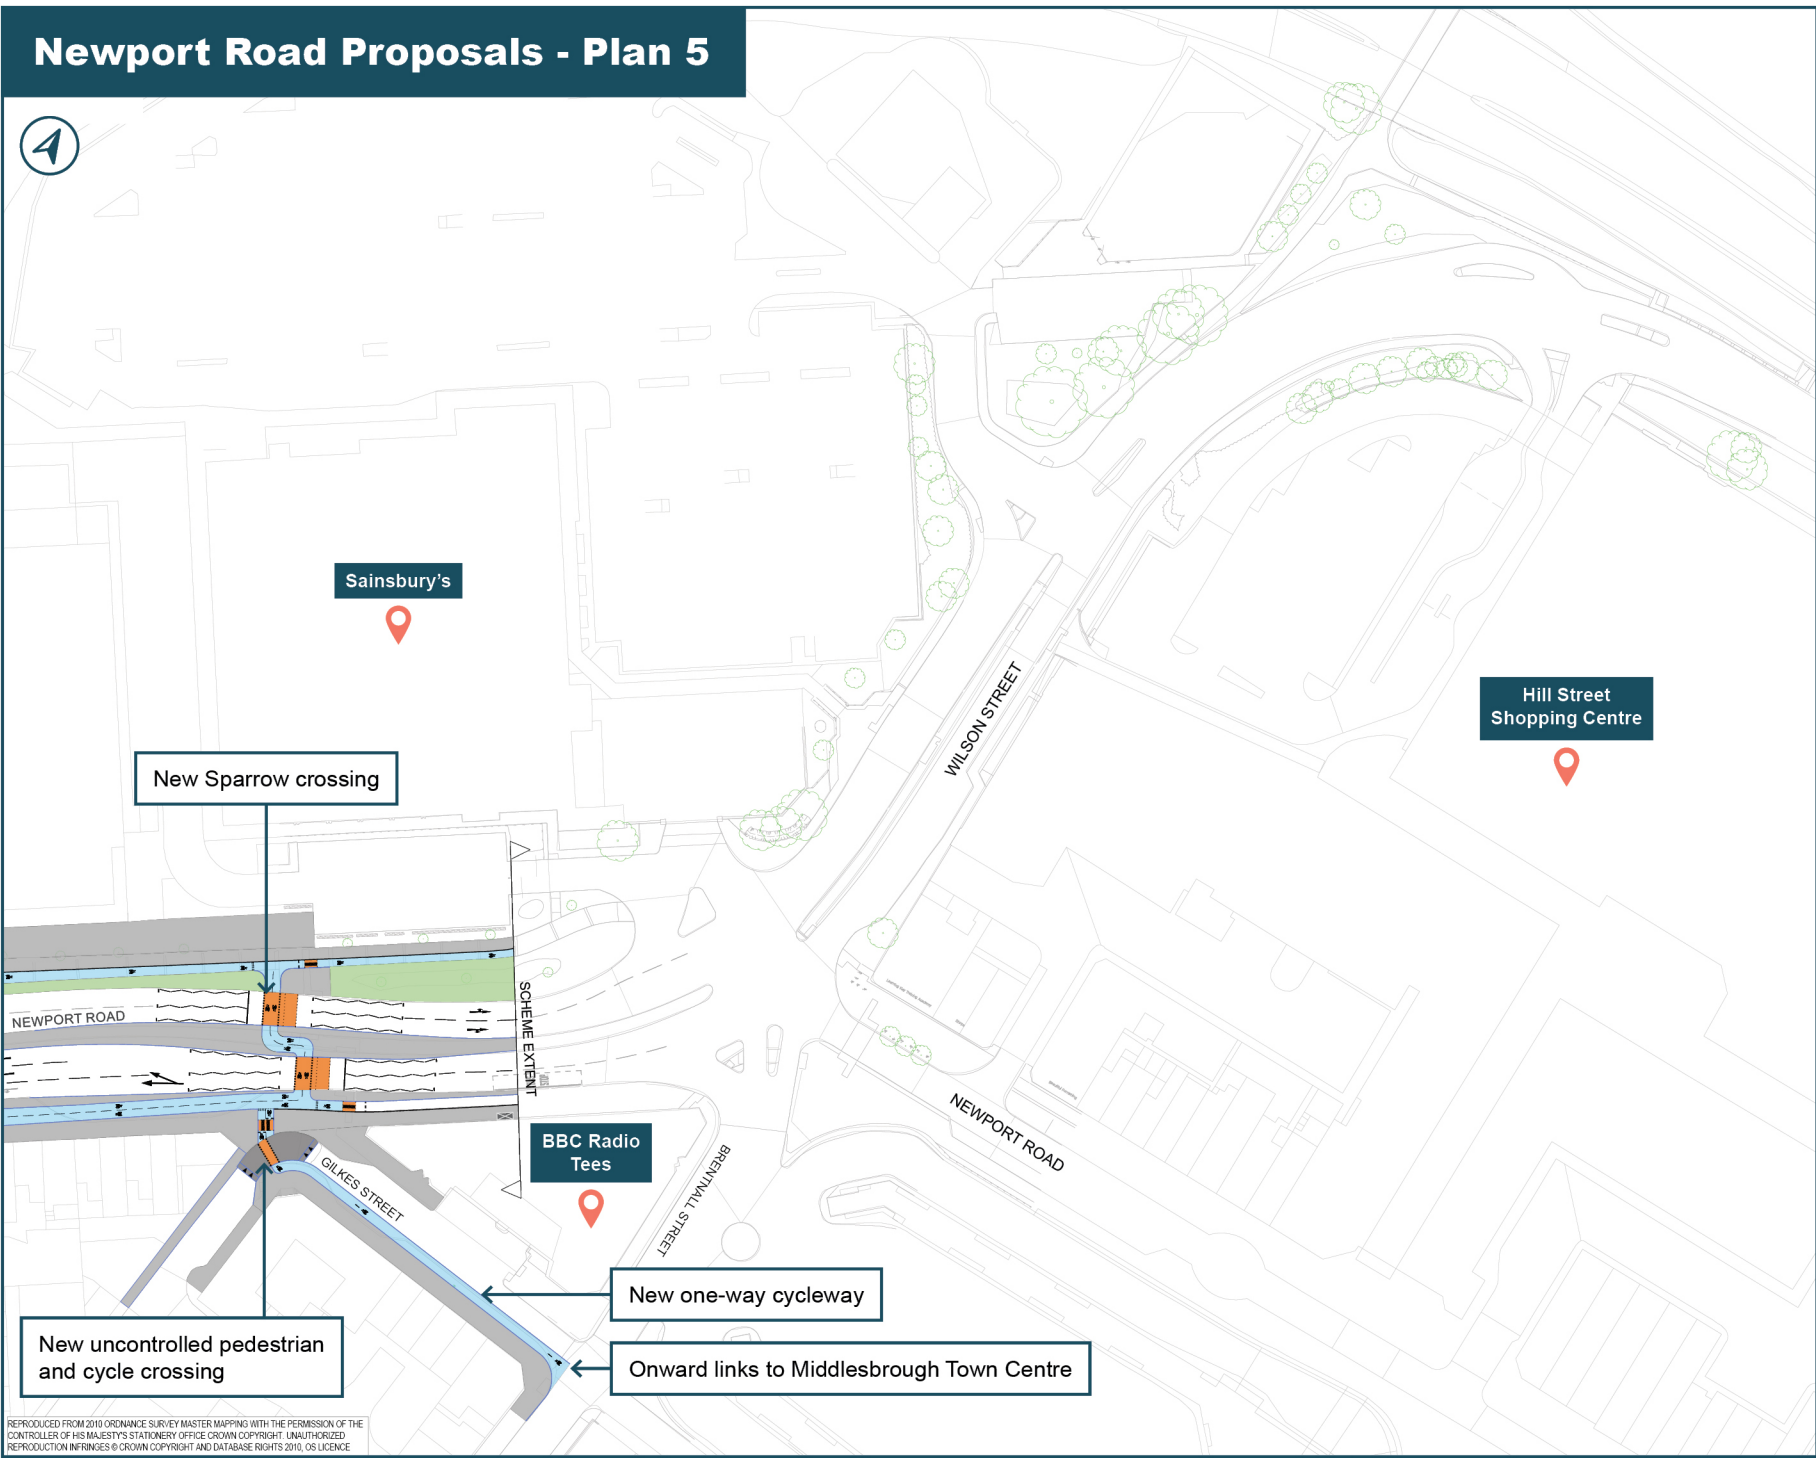 Newport Road Proposals - Plan 5
Sainsbury's
Hill Street
Shopping Centre
WILSON STREET
New Sparrow crossing
NEWPORT ROAD
SCHEME EXTENT
NEWPORT ROAD
BBC Radio
Tees
BRENTNALL STREET
GILKES STREET
New one-way cycleway
New uncontrolled pedestrian
and cycle crossing
Onward links to Middlesbrough Town Centre
REPRODUCED FROM 2010 ORDNANCE SURVEY MASTER MAPPING WITH THE PERMISSION OF THE
CONTROLLER OF HIS MAJESTY'S STATIONERY OFFICE CROWN COPYRIGHT. UNAUTHORIZED
REPRODUCTION INFRINGES © CROWN COPYRIGHT AND DATABASE RIGHTS 2010, OS LICENCE